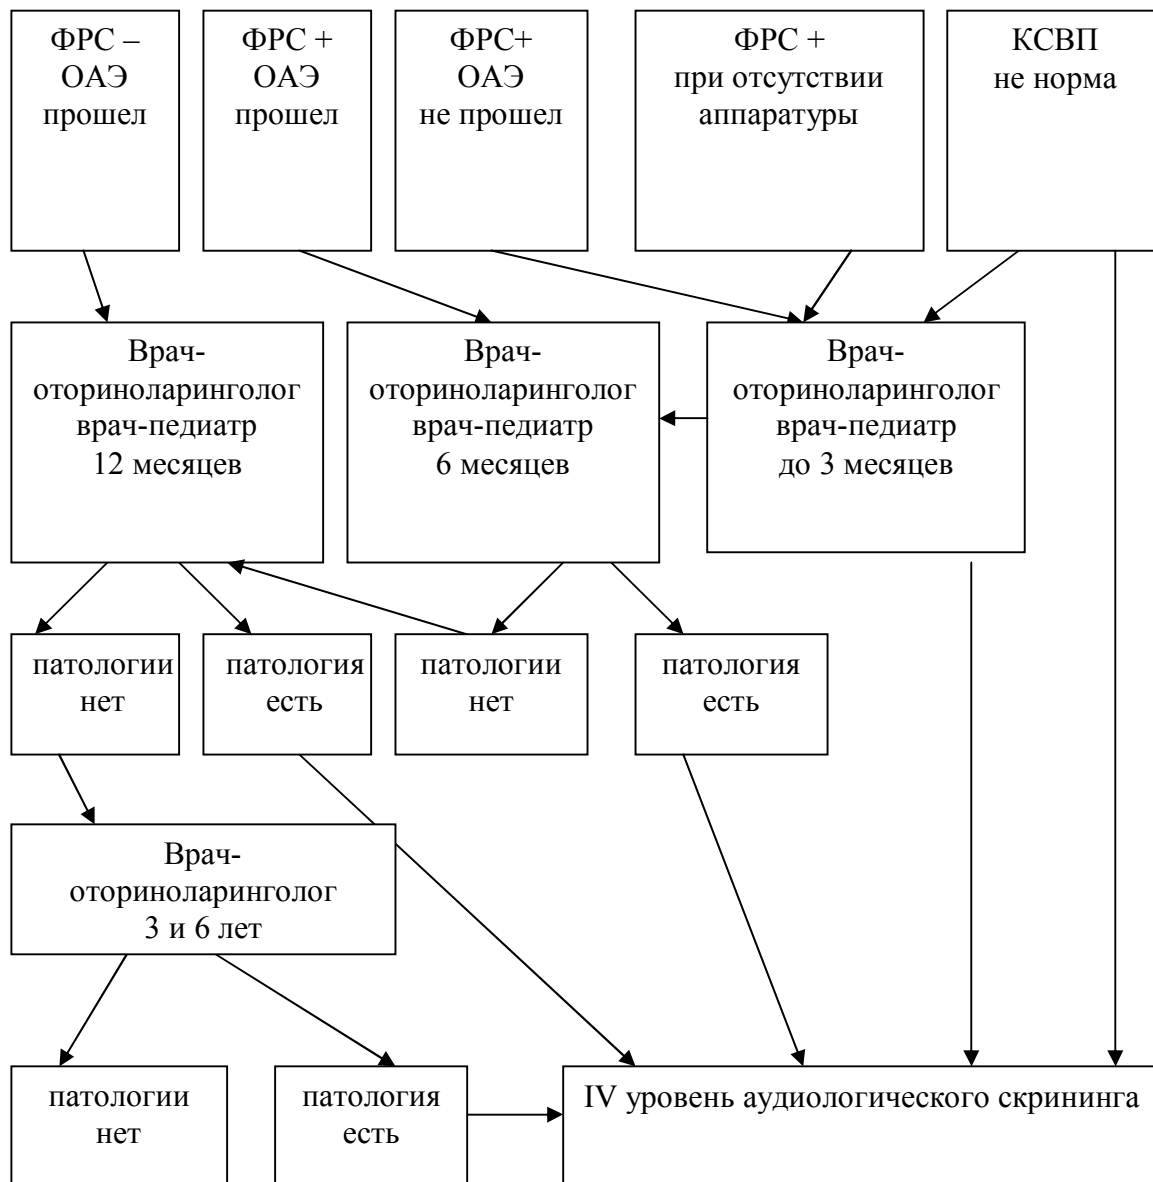 ФРС –
ОАЭ
прошел
ФРС +
ОАЭ
прошел
ФРС+
ОАЭ
не прошел
ФРС +
при отсутствии
аппаратуры
КСВП
не норма
Врач-
оториноларинголог
врач-педиатр
12 месяцев
Врач-
оториноларинголог
врач-педиатр
6 месяцев
Врач-
оториноларинголог
врач-педиатр
до 3 месяцев
патологии
нет
патология
есть
патологии
нет
патология
есть
Врач-
оториноларинголог
3 и 6 лет
патологии
нет
патология
есть
IV уровень аудиологического скрининга